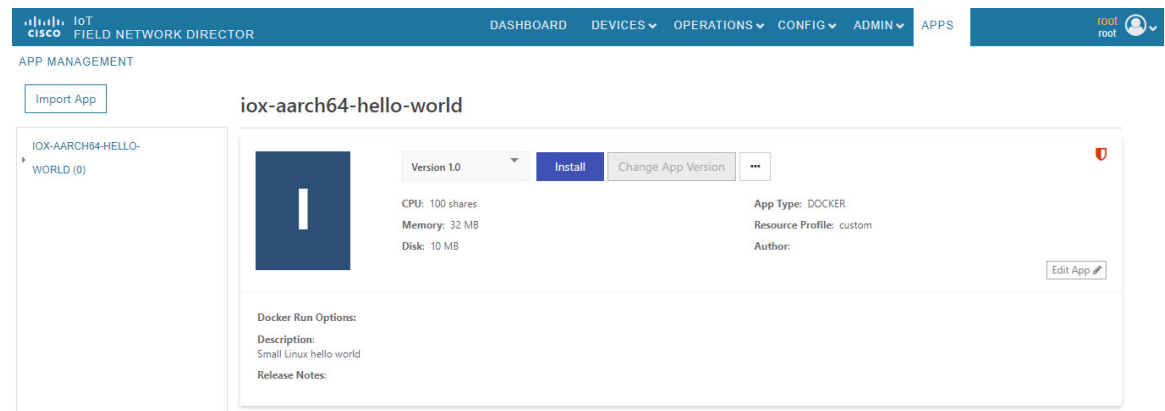 IoT
CISCO FIELD NETWORK DIRECTOR
DASHBOARD DEVICES OPERATIONS CONFIG ADMIN APPS
root
root
APP MANAGEMENT
Import App
iox-aarch64-hello-world
IOX-AARCH64-HELLO-
WORLD (0)
I
Version 1.0 Install Change App Version ...
CPU: 100 shares App Type: DOCKER
Memory: 32 MB Resource Profile: custom
Disk: 10 MB Author:
Edit App
Docker Run Options:
Description:
Small Linux hello world
Release Notes: